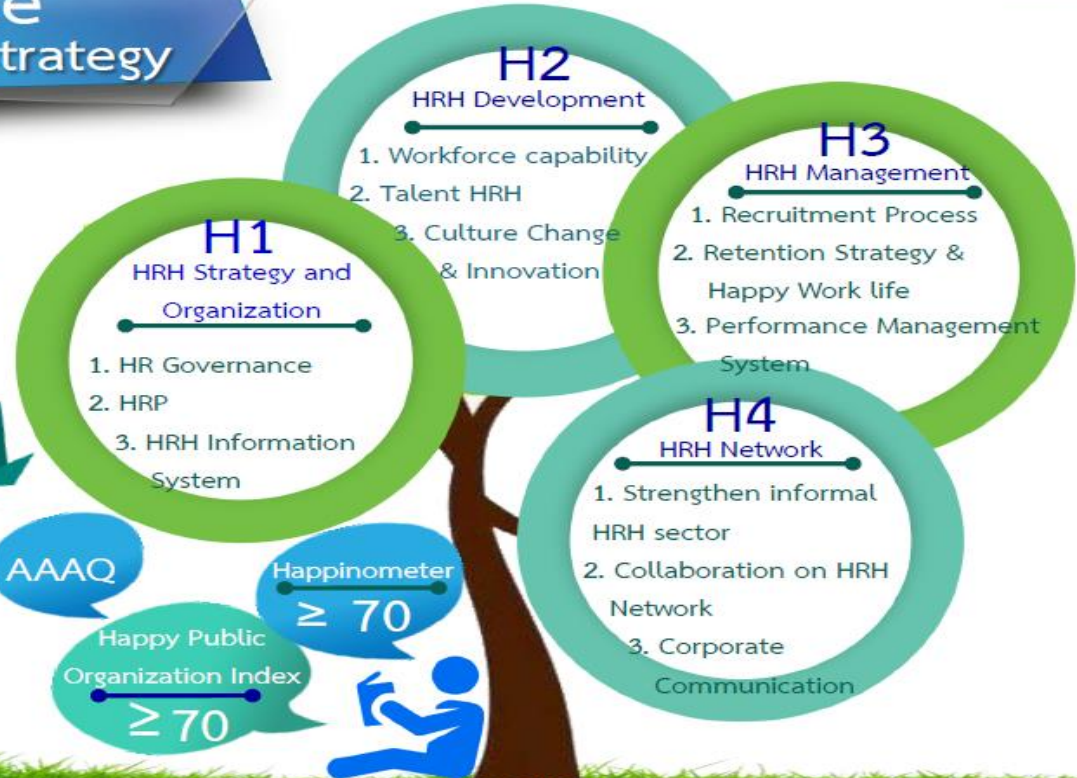 e
trategy
H1
HRH Strategy and
Organization
1. HR Governance
2. HRP
3. HRH Information
System
H2
HRH Development
1. Workforce capability
2. Talent HRH
3. Culture Change
& Innovation
H3
HRH Management
1. Recruitment Process
2. Retention Strategy &
Happy Work life
3. Performance Management
System
H4
HRH Network
1. Strengthen informal
HRH sector
2. Collaboration on HRH
Network
3. Corporate
Communication
AAAQ
Happinometer
≥ 70
Happy Public
Organization Index
≥ 70